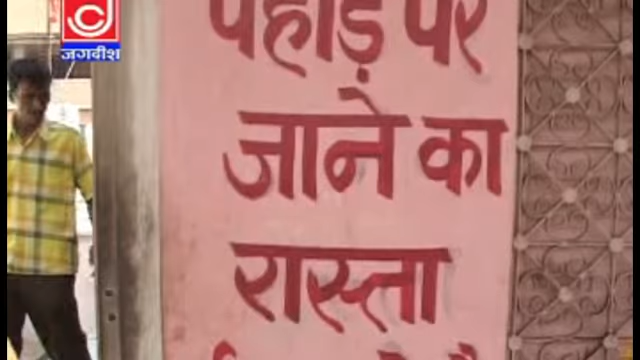 जगदीश
पहाड़ पर
जाने का
रास्ता